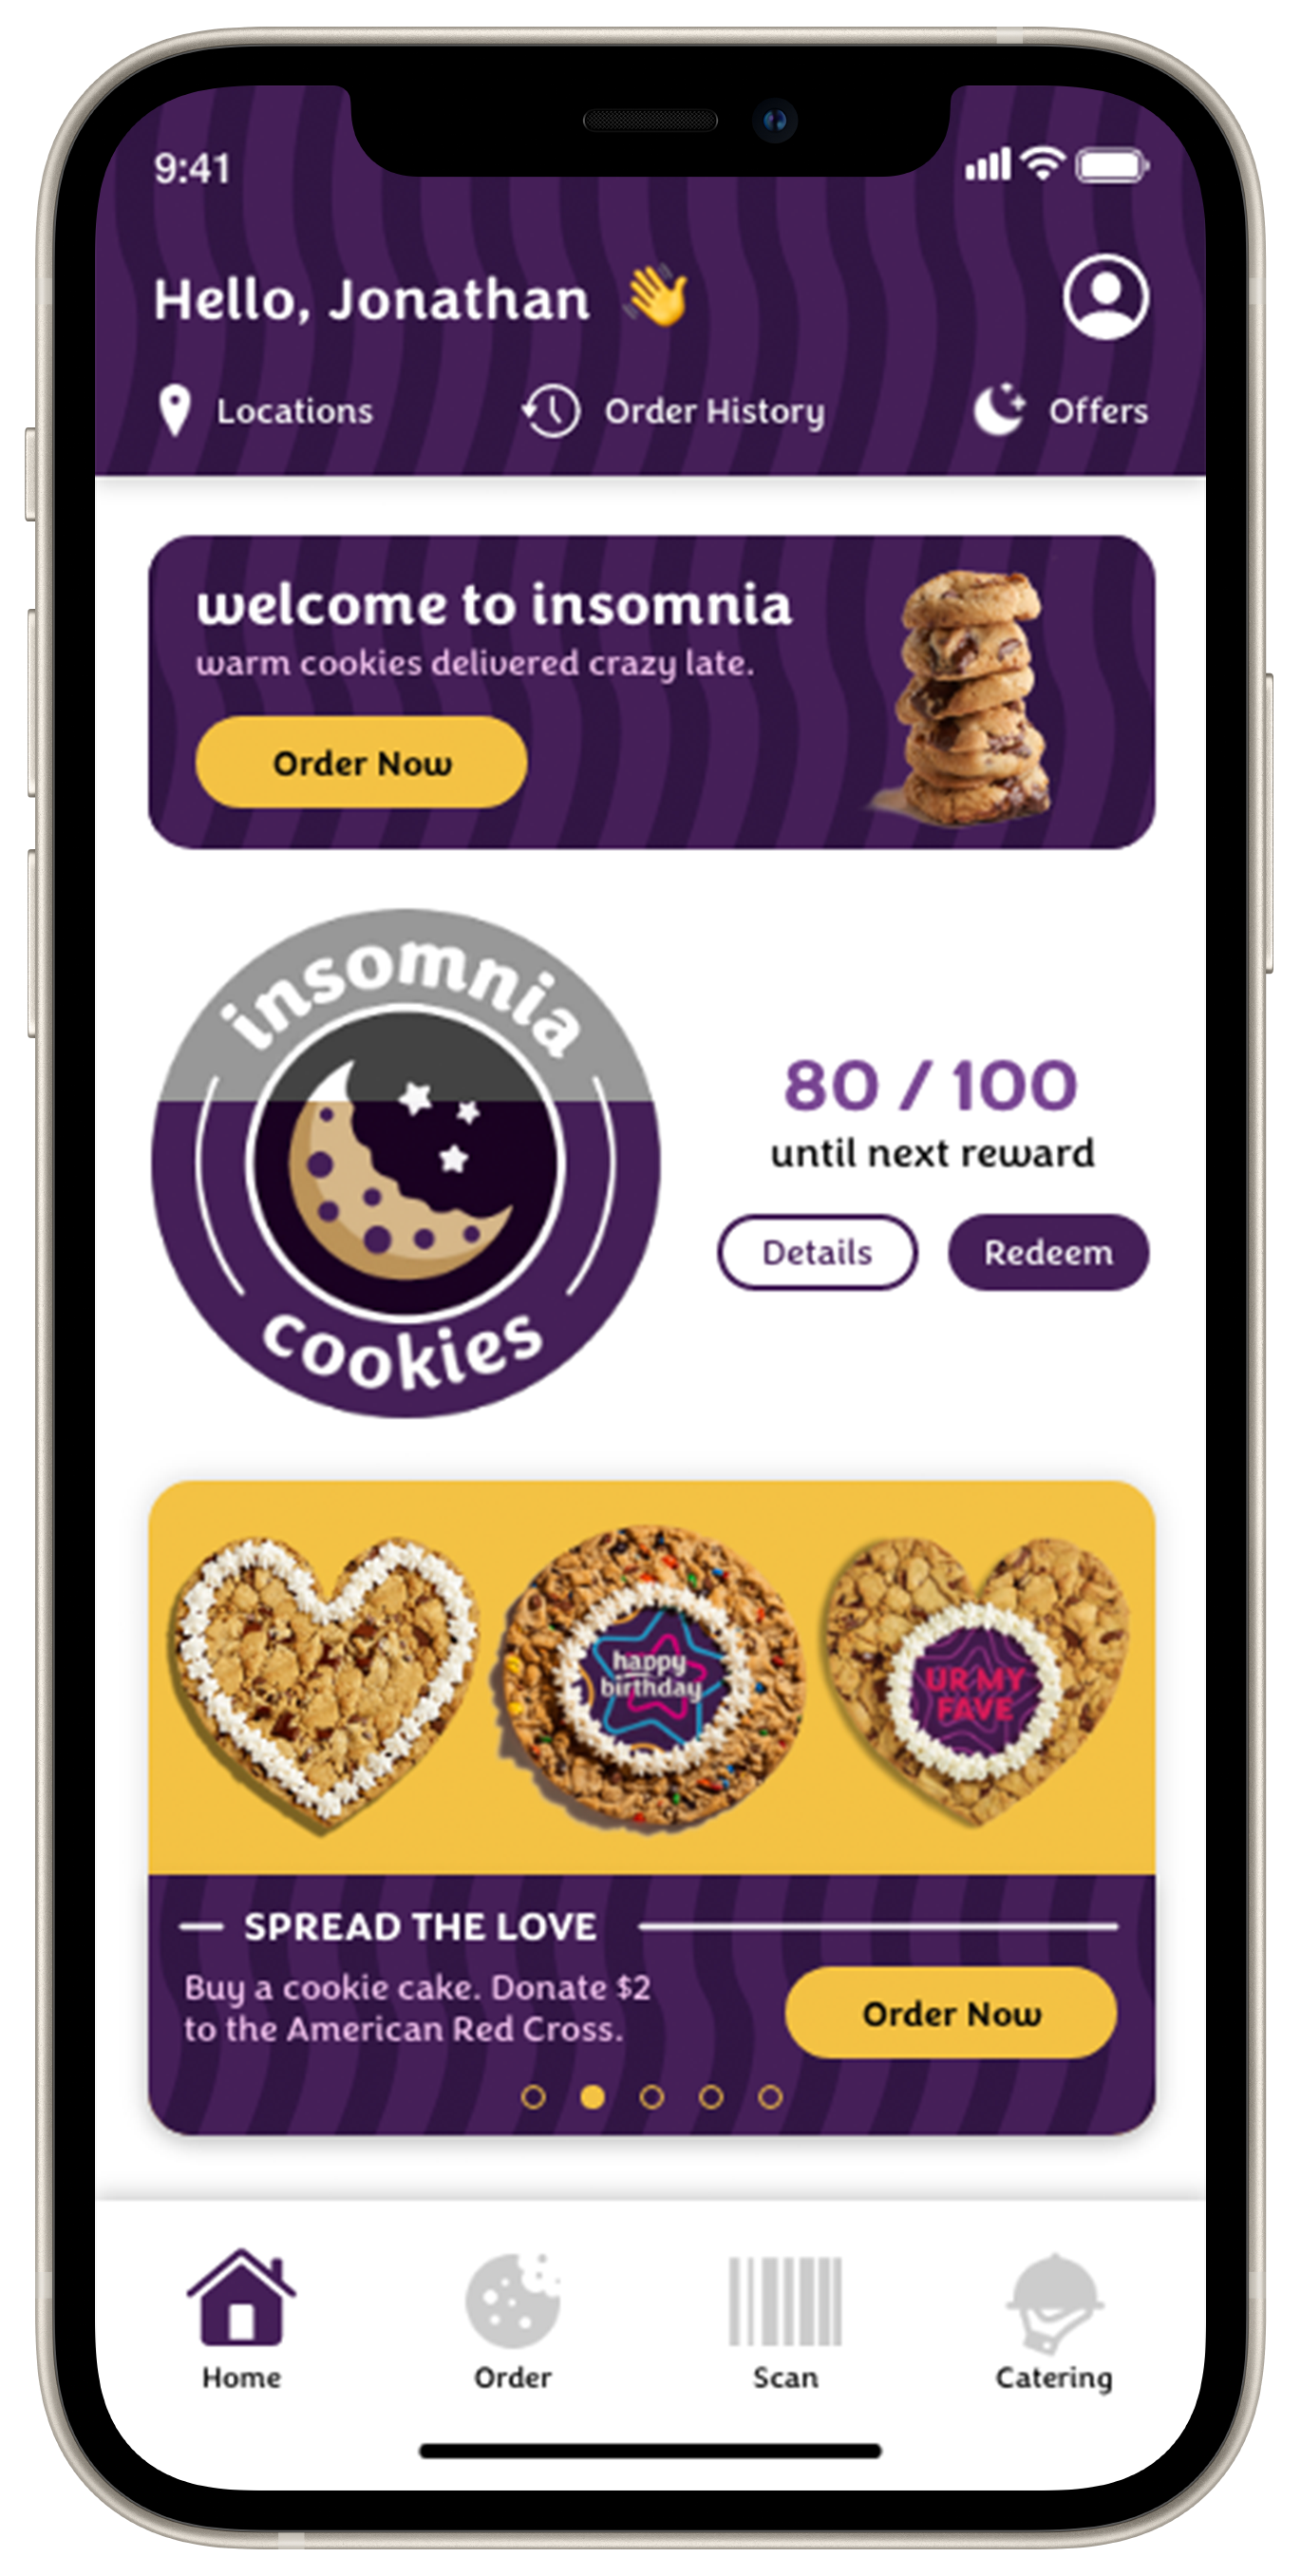 9:41
Hello, Jonathan 👋
Locations
Order History
Offers
welcome to insomnia
warm cookies delivered crazy late.
Order Now
insomnia
cookies
80 / 100
until next reward
Details
Redeem
happy
birthday
UR MY
FAVE
SPREAD THE LOVE
Buy a cookie cake. Donate $2
to the American Red Cross.
Order Now
Home
Order
Scan
Catering